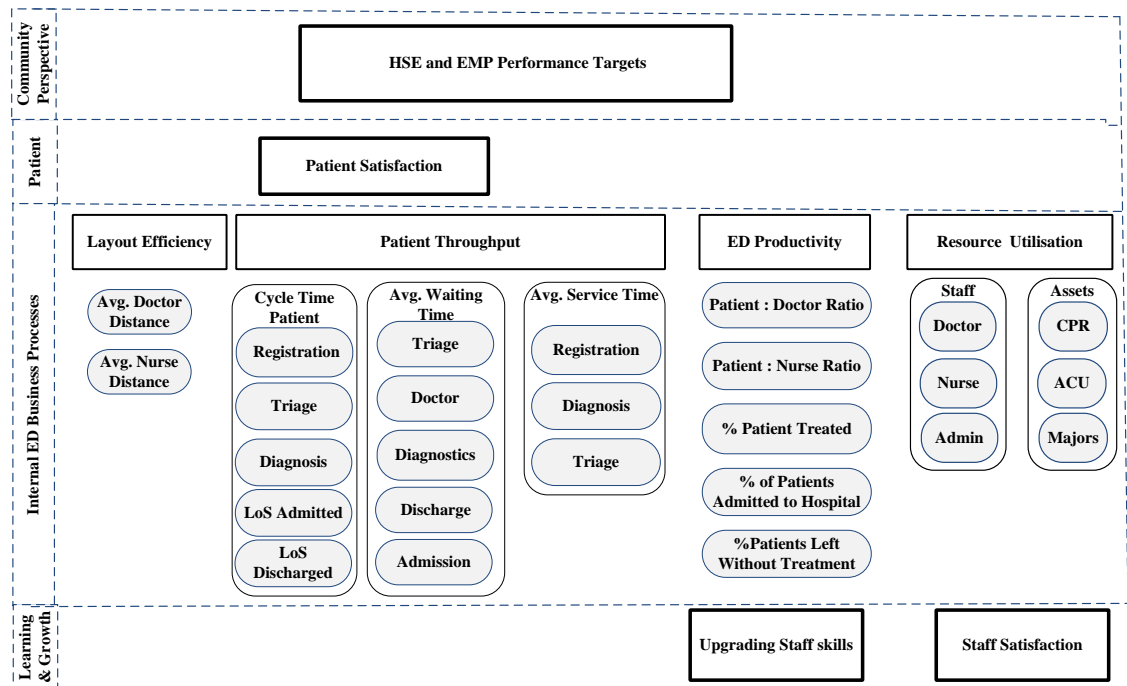 Community
Perspective
HSE and EMP Performance Targets
Patient
Patient Satisfaction
Internal ED Business Processes
Layout Efficiency
Avg. Doctor
Distance
Avg. Nurse
Distance
Patient Throughput
Cycle Time
Patient
Registration
Triage
Diagnosis
LoS Admitted
LoS
Discharged
Avg. Waiting
Time
Triage
Doctor
Diagnostics
Discharge
Admission
Avg. Service Time
Registration
Diagnosis
Triage
ED Productivity
Patient : Doctor Ratio
Patient : Nurse Ratio
% Patient Treated
% of Patients
Admitted to Hospital
%Patients Left
Without Treatment
Resource Utilisation
Staff
Doctor
Nurse
Admin
Assets
CPR
ACU
Majors
Learning
& Growth
Upgrading Staff skills
Staff Satisfaction